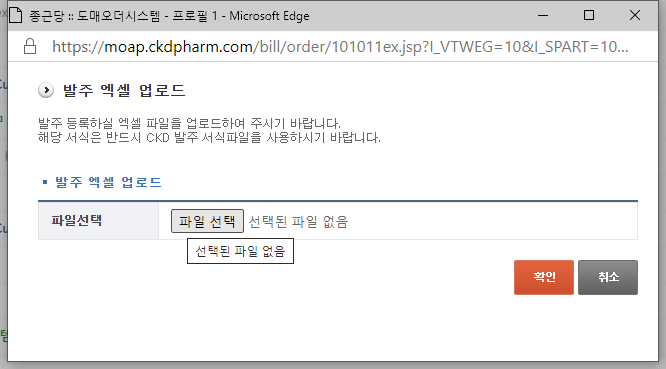 종근당 :: 도매오더시스템 - 프로필 1 - Microsoft Edge
https://moap.ckdpharm.com/bill/order/101011ex.jsp?I_VTWEG=10&I_SPART=10...
발주 엑셀 업로드
발주 등록하실 엑셀 파일을 업로드하여 주시기 바랍니다.
해당 서식은 반드시 CKD 발주 서식파일을 사용하시기 바랍니다.
발주 엑셀 업로드
파일선택 파일 선택 선택된 파일 없음
선택된 파일 없음
확인 취소